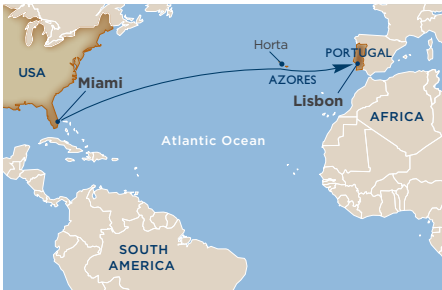 Horta
PORTUGAL
USA
AZORES
Miami
Lisbon
AFRICA
Atlantic Ocean
SOUTH
AMERICA